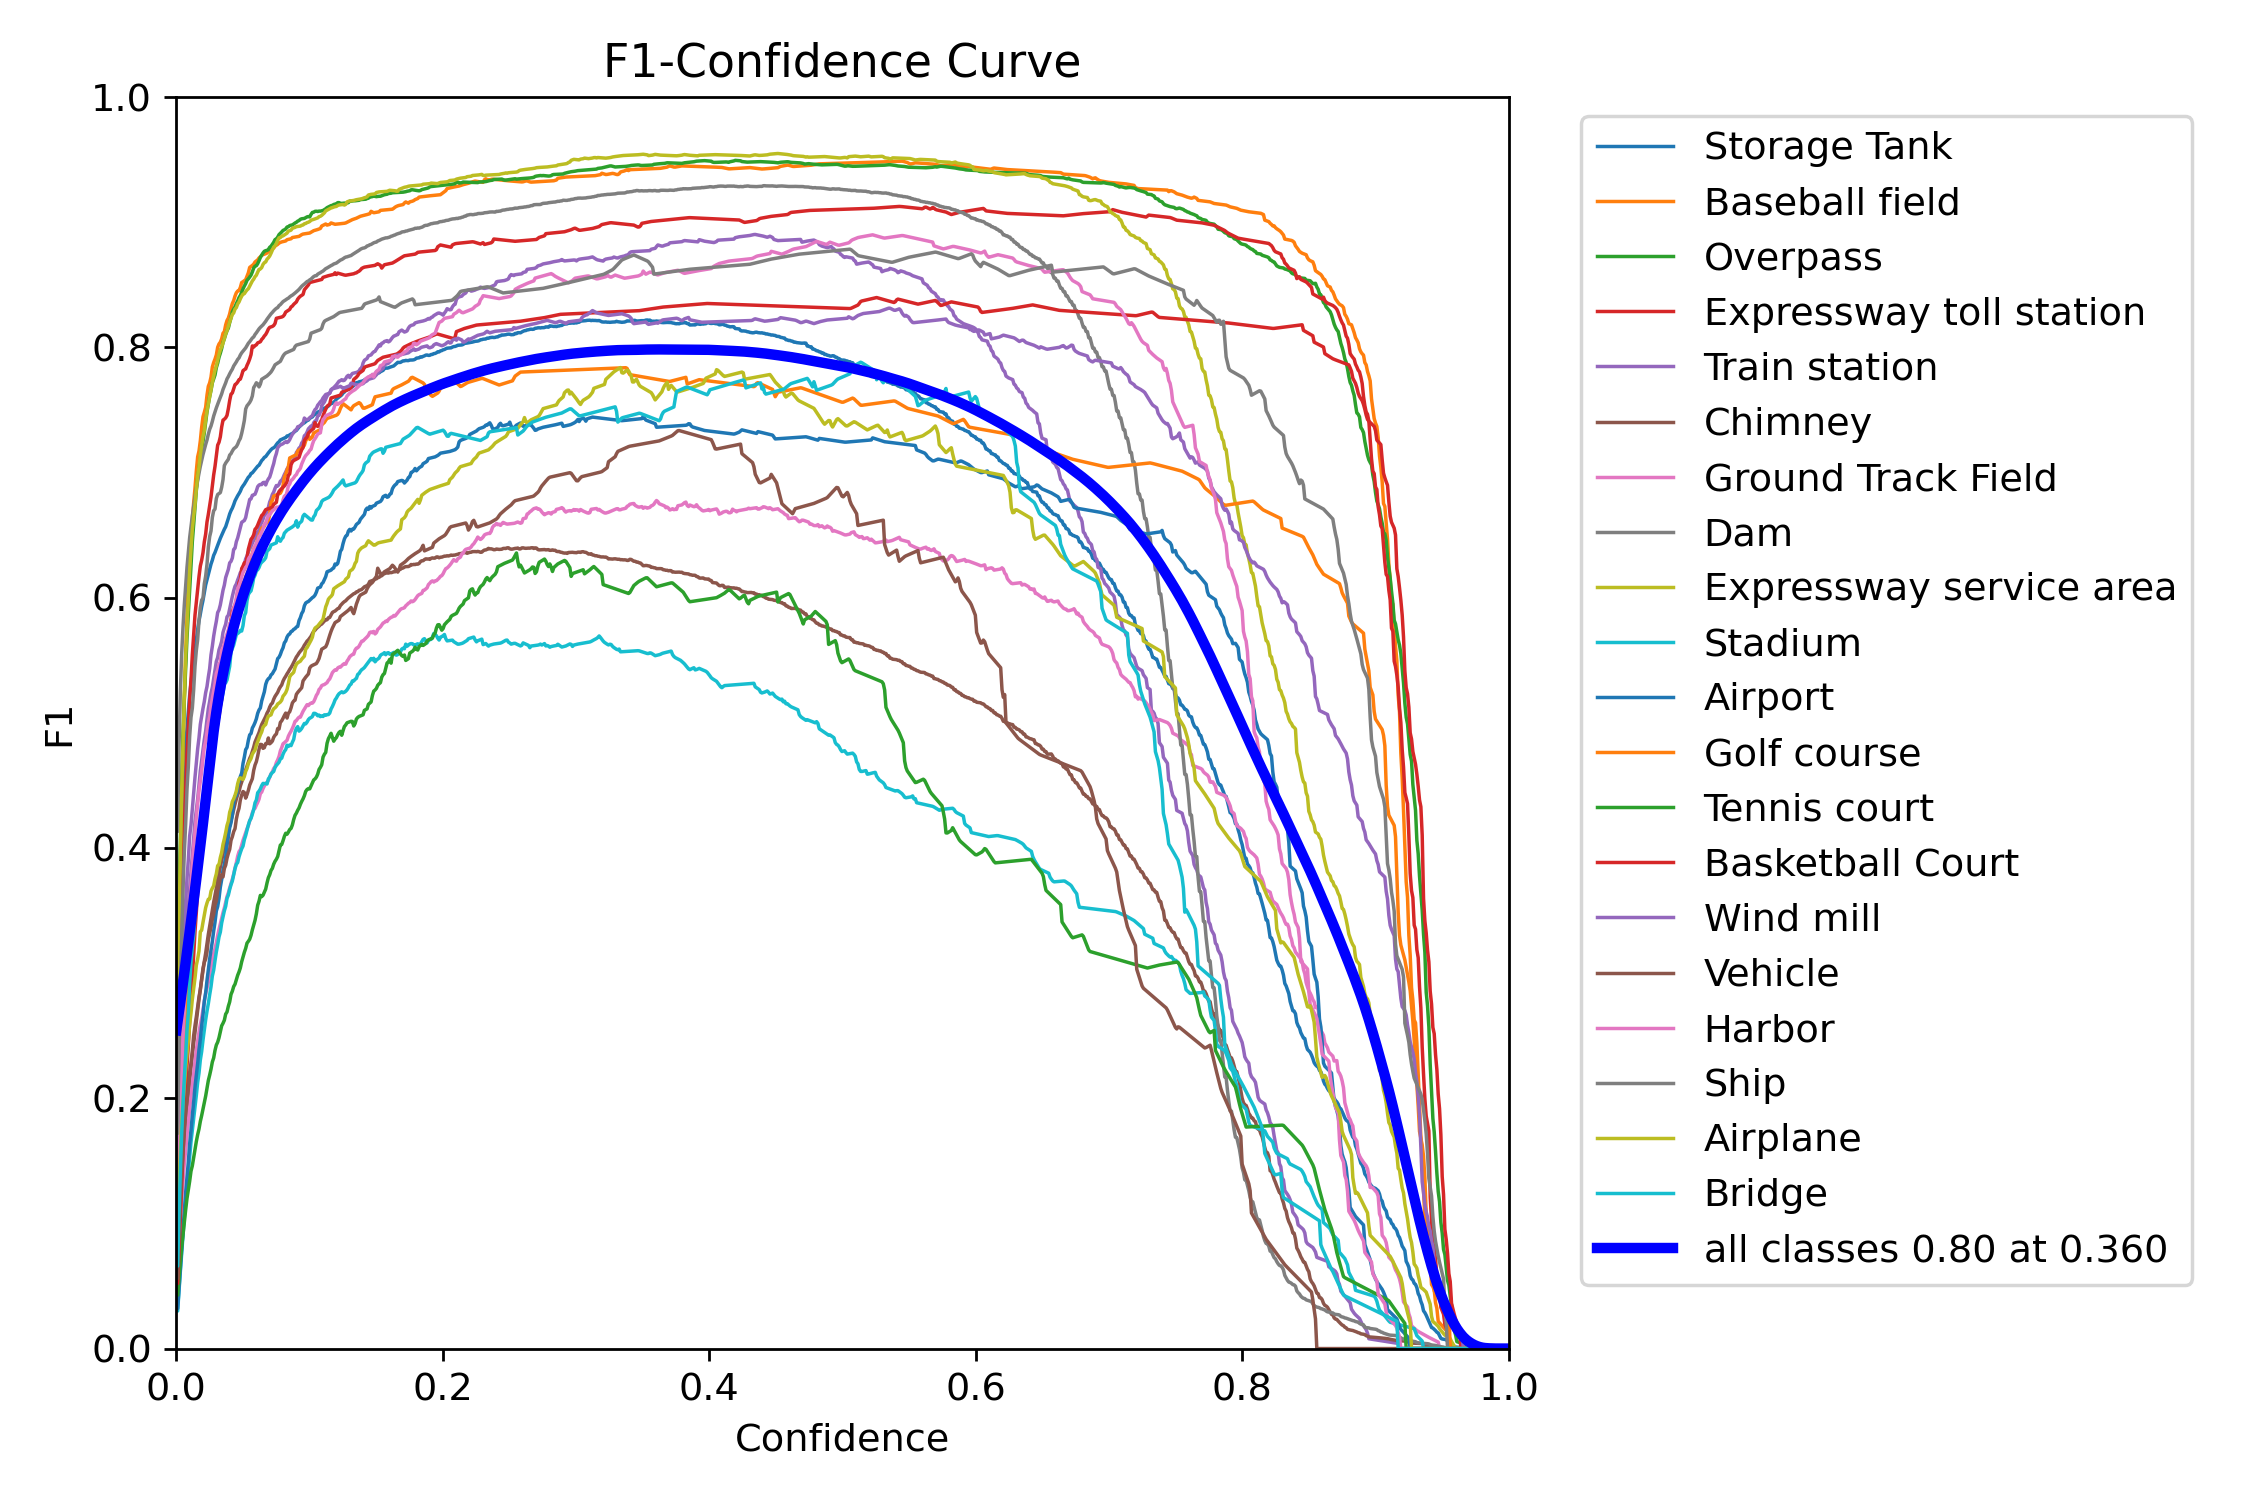 F1-Confidence Curve
1.0
0.8
0.6
0.4
0.2
0.0
F1
0.0 0.2 0.4 0.6 0.8 1.0
Confidence
Storage Tank
Baseball field
Overpass
Expressway toll station
Train station
Chimney
Ground Track Field
Dam
Expressway service area
Stadium
Airport
Golf course
Tennis court
Basketball Court
Wind mill
Vehicle
Harbor
Ship
Airplane
Bridge
all classes 0.80 at 0.360